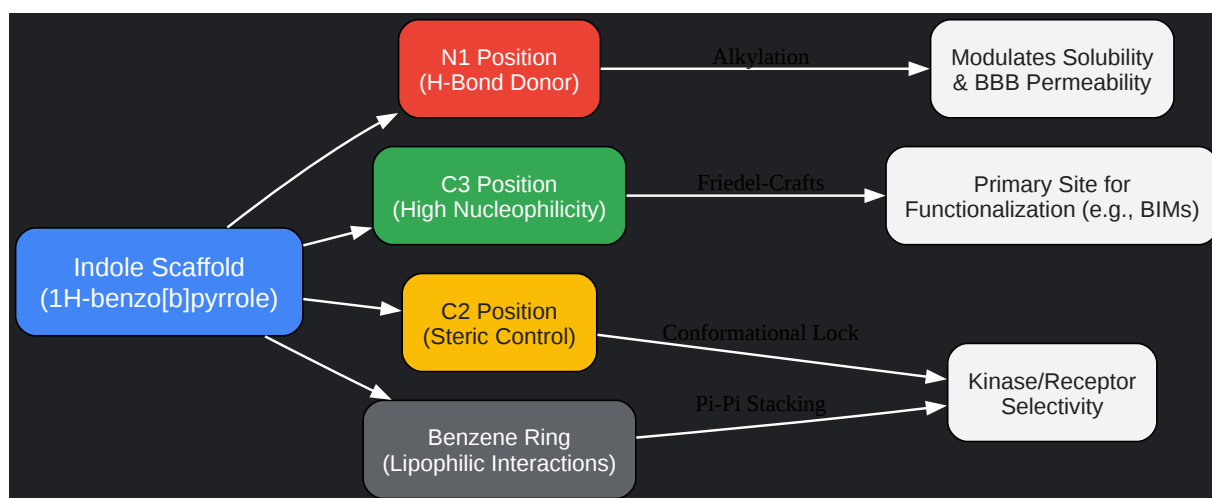 N1 Position
(H-Bond Donor)
Alkylation
Modulates Solubility
& BBB Permeability
C3 Position
(High Nucleophilicity)
Friedel-Crafts
Primary Site for
Functionalization (e.g., BIMs)
Indole Scaffold
(1H-benzo[b]pyrrole)
C2 Position
(Steric Control)
Conformational Lock
Kinase/Receptor
Selectivity
Pi-Pi Stacking
Benzene Ring
(Lipophilic Interactions)